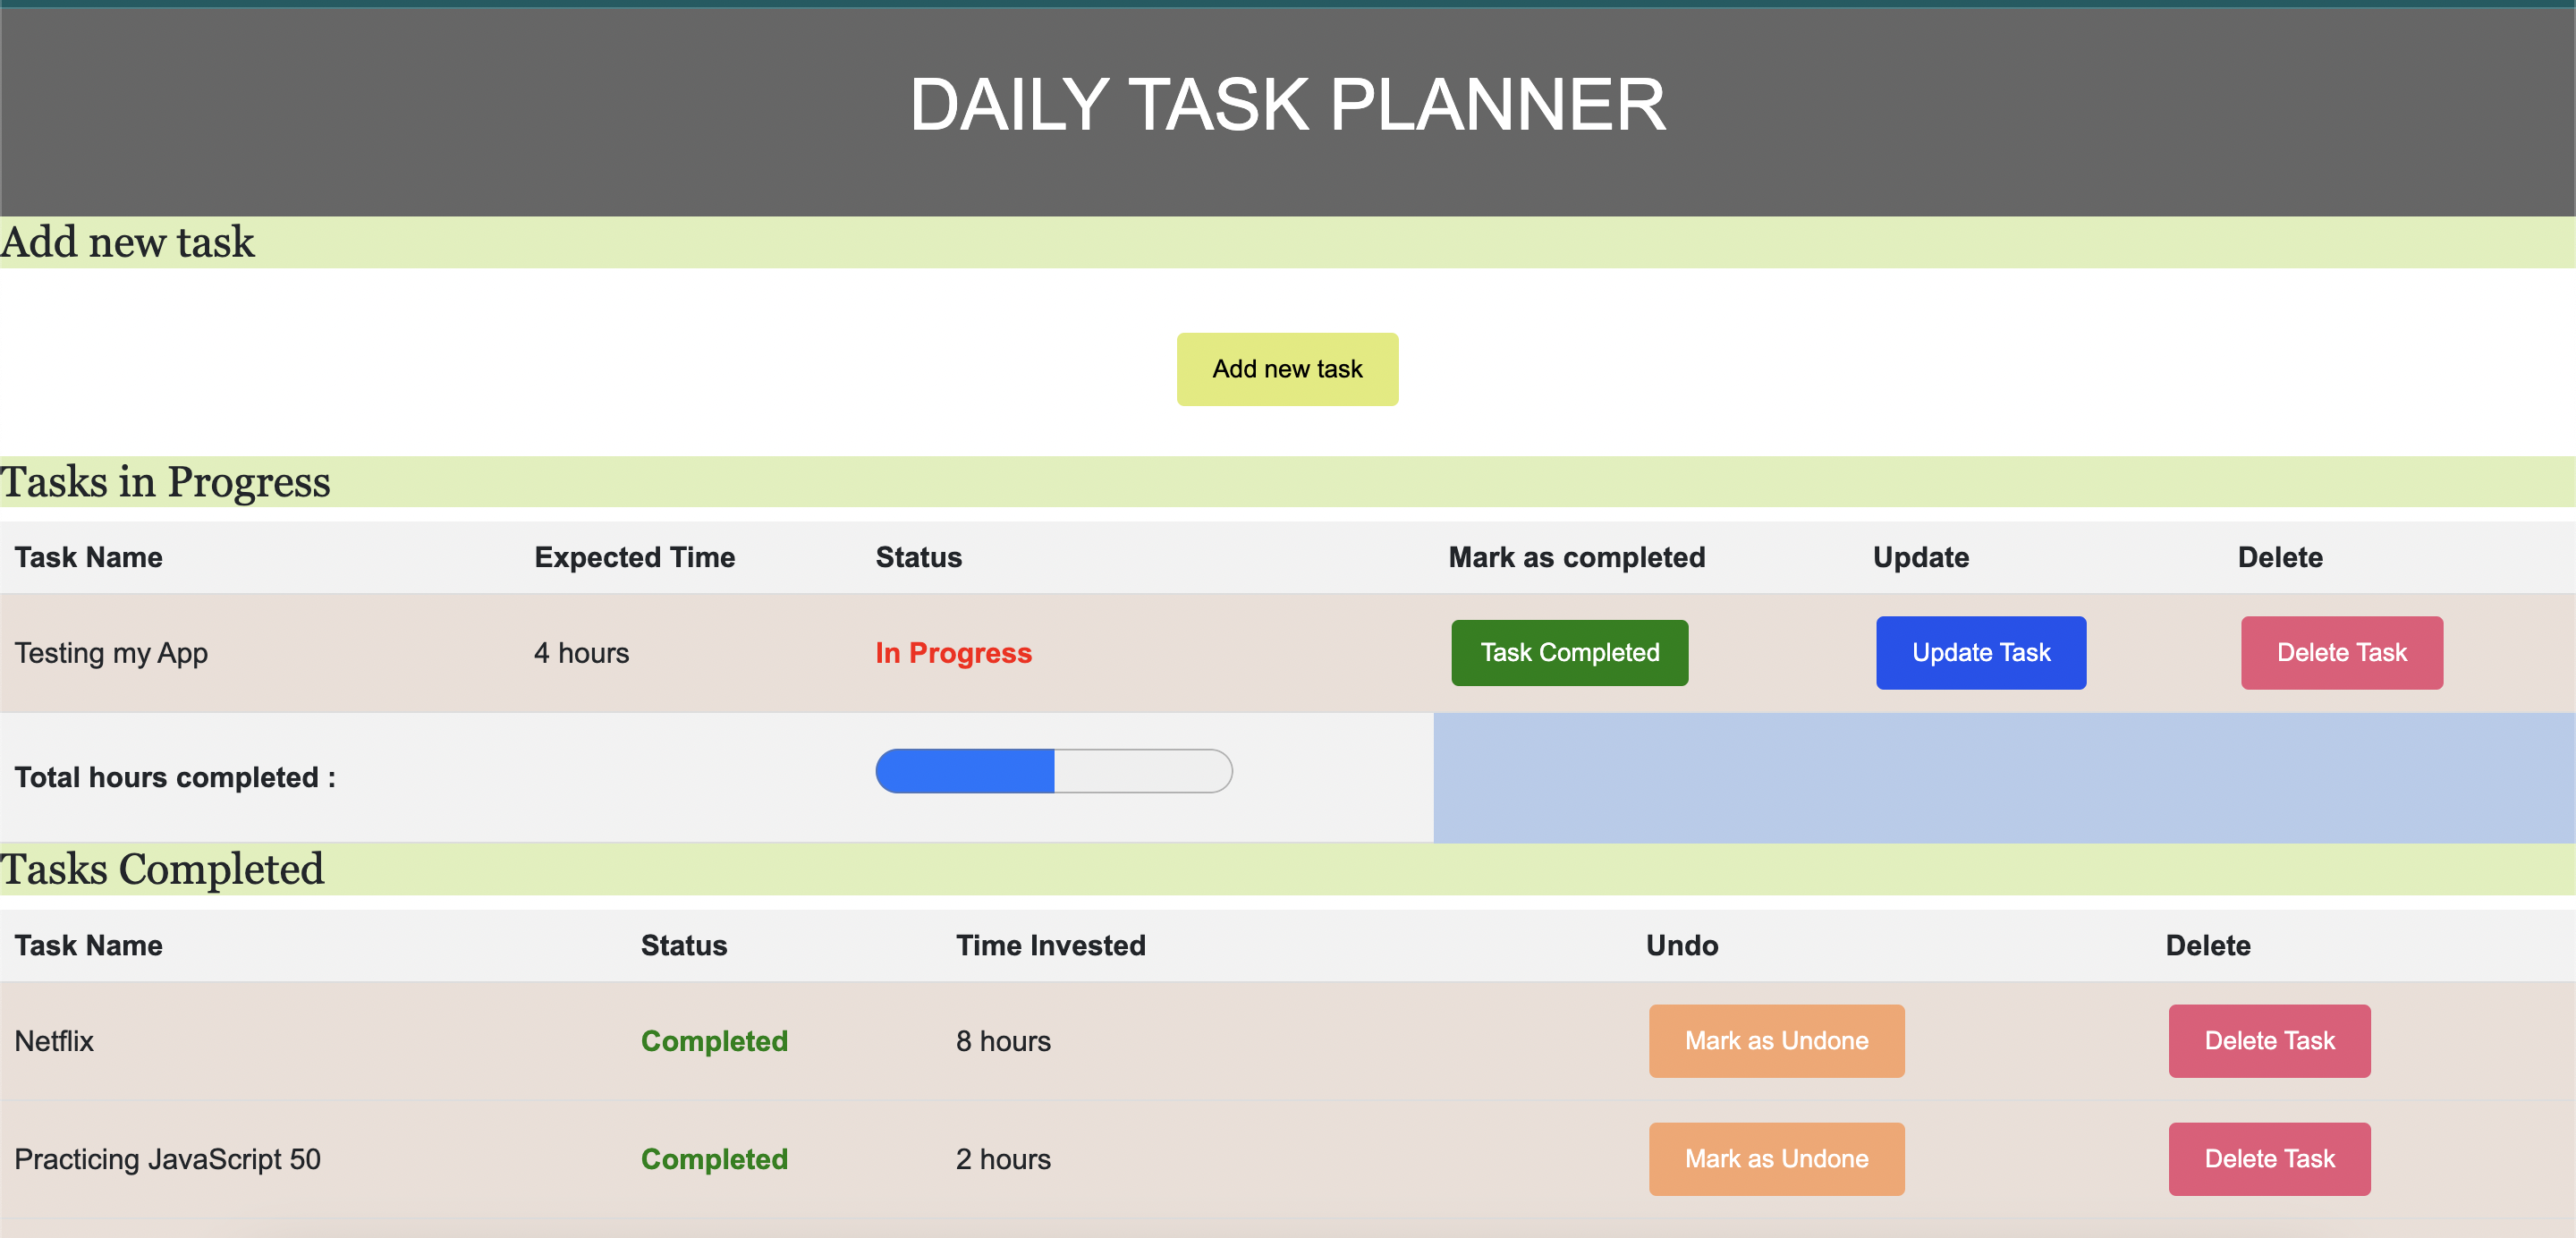 DAILY TASK PLANNER
Add new task
Add new task
Tasks in Progress
Task Name Expected Time Status Mark as completed Update Delete
Testing my App 4 hours In Progress Task Completed Update Task Delete Task
Total hours completed :
Tasks Completed
Task Name Status Time Invested Undo Delete
Netflix Completed 8 hours Mark as Undone Delete Task
Practicing JavaScript 50 Completed 2 hours Mark as Undone Delete Task